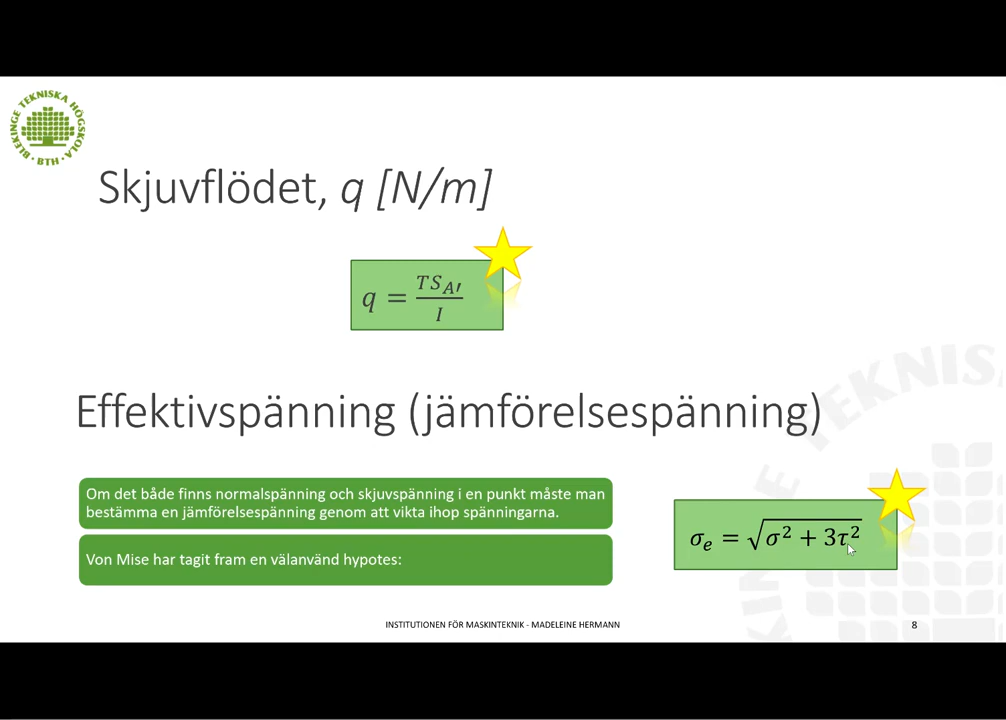 BLEKINGE TEKNISKA HÖGSKOLA · BTH ·
Skjuvflödet, q [N/m]
q = TS_A′ / I
Effektivspänning (jämförelsespänning)
Om det både finns normalspänning och skjuvspänning i en punkt måste man
bestämma en jämförelsespänning genom att vikta ihop spänningarna.
Von Mise har tagit fram en välanvänd hypotes:
σₑ = √(σ² + 3τ²)
INSTITUTIONEN FÖR MASKINTEKNIK - MADELEINE HERMANN
8